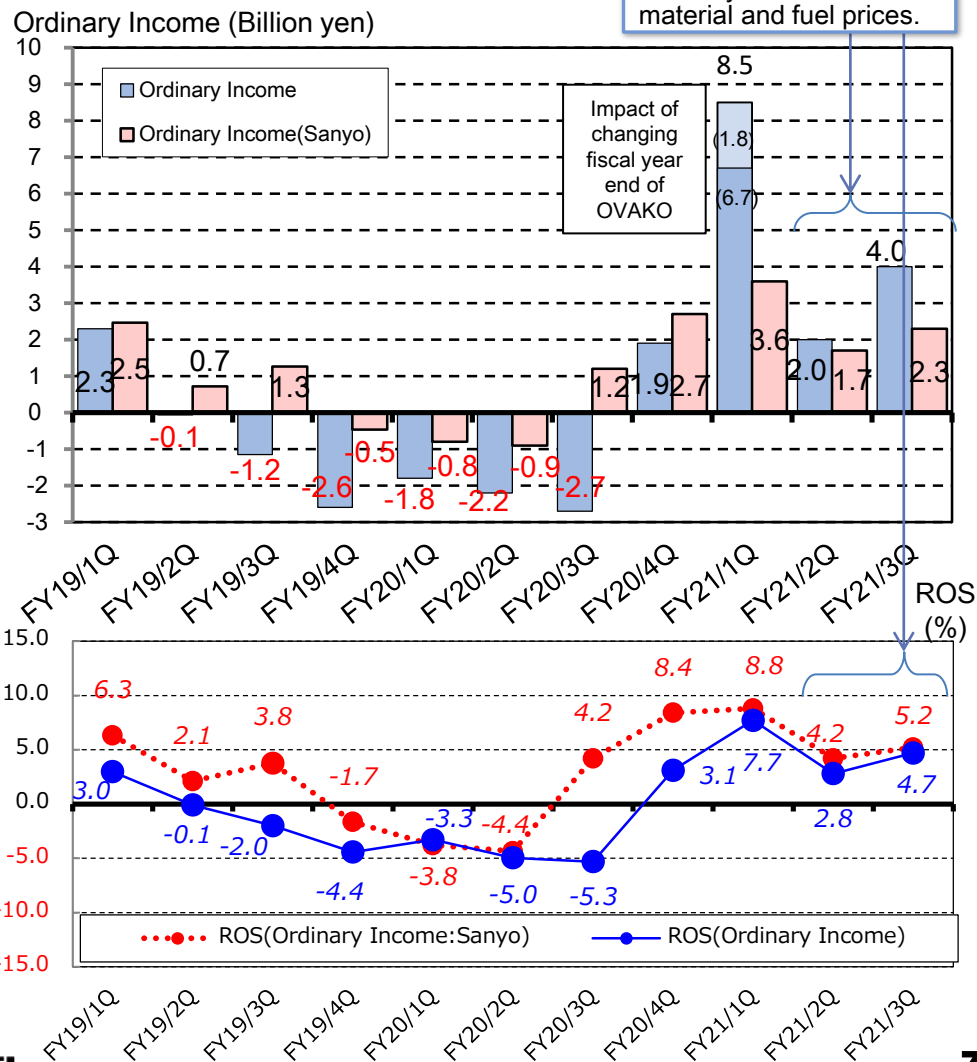 material and fuel prices.
Ordinary Income (Billion yen)
10
9
8
7
6
5
4
3
2
1
0
-1
-2
-3
Ordinary Income
Ordinary Income(Sanyo)
Impact of
changing
fiscal year
end of
OVAKO
8.5
(1.8)
(6.7)
4.0
2.3
2.5
-0.1
0.7
-1.2
1.3
-2.6
-0.5
-1.8
-0.8
-2.2
-0.9
-2.7
1.2
1.9
2.7
3.6
2.0
1.7
2.3
FY19/1Q
FY19/2Q
FY19/3Q
FY19/4Q
FY20/1Q
FY20/2Q
FY20/3Q
FY20/4Q
FY21/1Q
FY21/2Q
FY21/3Q
ROS
(%)
15.0
10.0
5.0
0.0
-5.0
-10.0
-15.0
6.3
2.1
3.8
-1.7
-3.8
-4.4
4.2
8.4
8.8
4.2
5.2
3.0
-0.1
-2.0
-4.4
-3.3
-5.0
-5.3
3.1
7.7
2.8
4.7
ROS(Ordinary Income:Sanyo)
ROS(Ordinary Income)
FY19/1Q
FY19/2Q
FY19/3Q
FY19/4Q
FY20/1Q
FY20/2Q
FY20/3Q
FY20/4Q
FY21/1Q
FY21/2Q
FY21/3Q